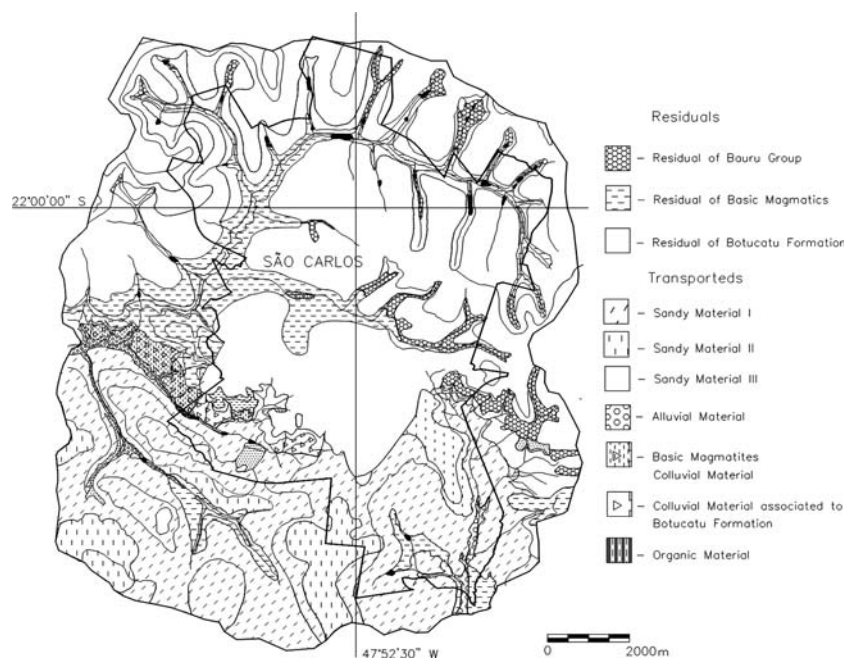 Residuals
– Residual of Bauru Group
– Residual of Basic Magmatics
– Residual of Botucatu Formation
Transporteds
– Sandy Material I
– Sandy Material II
– Sandy Material III
– Alluvial Material
– Basic Magmatites
Colluvial Material
– Colluvial Material associated to
Botucatu Formation
– Organic Material
22°00'00" S
SÃO CARLOS
47°52'30" W
0 2000m